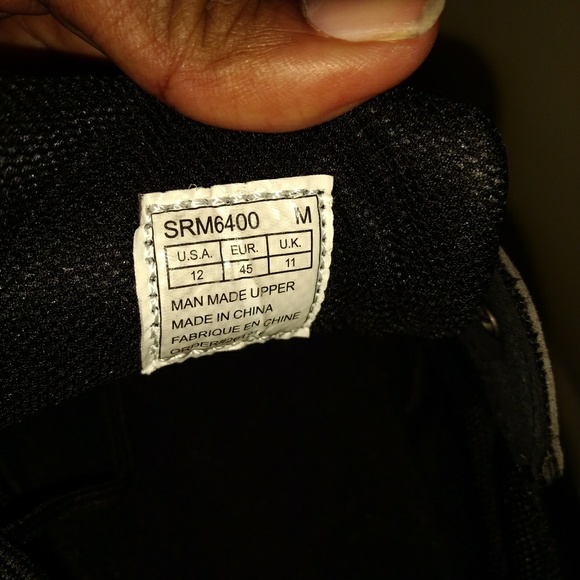 SRM6400 M
U.S.A. EUR. U.K.
12 45 11
MAN MADE UPPER
MADE IN CHINA
FABRIQUE EN CHINE